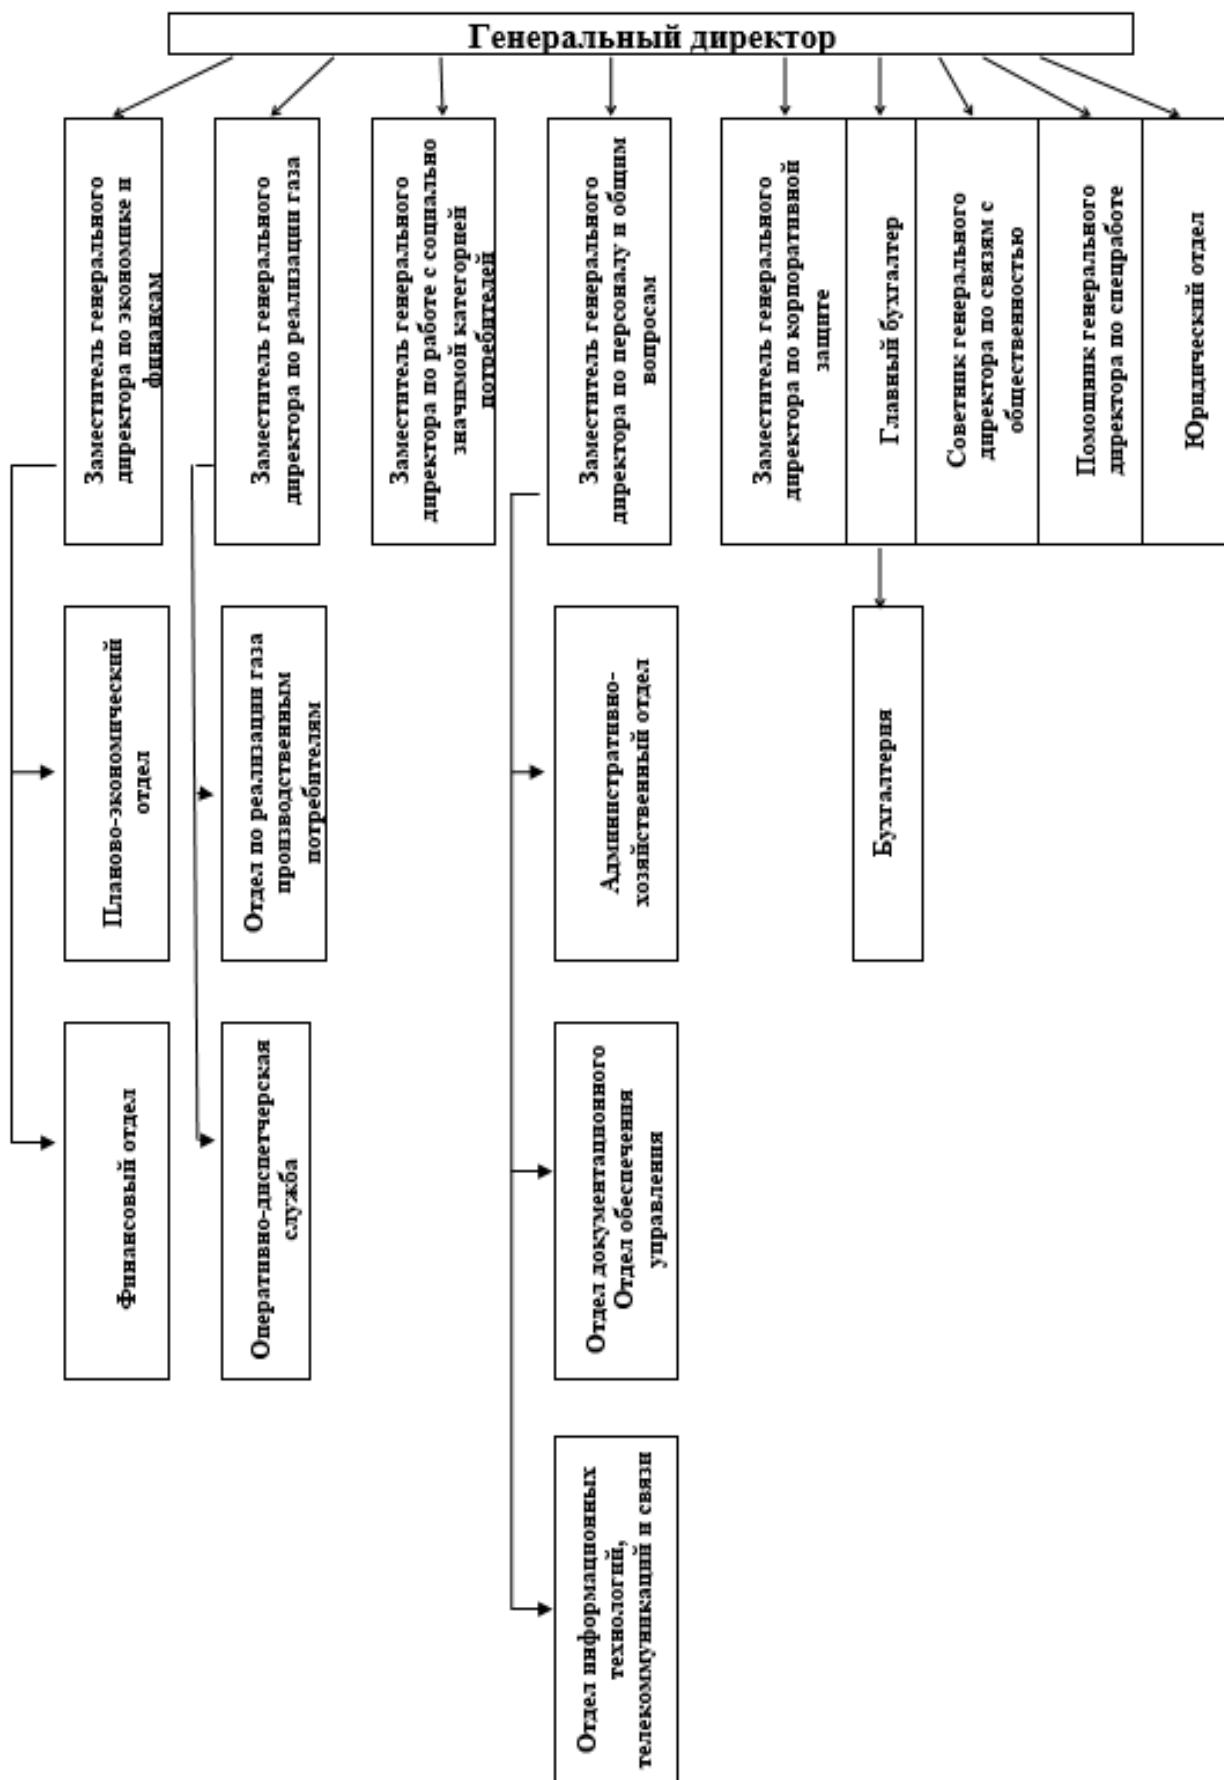 Генеральный директор
Заместитель генерального
директора по экономике и
финансам
Заместитель генерального
директора по реализации газа
Заместитель генерального
директора по работе с социально
значимой категорией
потребителей
Заместитель генерального
директора по персоналу и общим
вопросам
Заместитель генерального
директора по корпоративной
защите
Главный бухгалтер
Советник генерального
директора по связям с
общественностью
Помощник генерального
директора по спецработе
Юридический отдел
Планово-экономический
отдел
Отдел по реализации газа
производственным
потребителям
Административно-
хозяйственный отдел
Бухгалтерия
Финансовый отдел
Оперативно-диспетчерская
служба
Отдел документационного
Отдел обеспечения
управления
Отдел информационных
технологий,
телекоммуникаций и связи